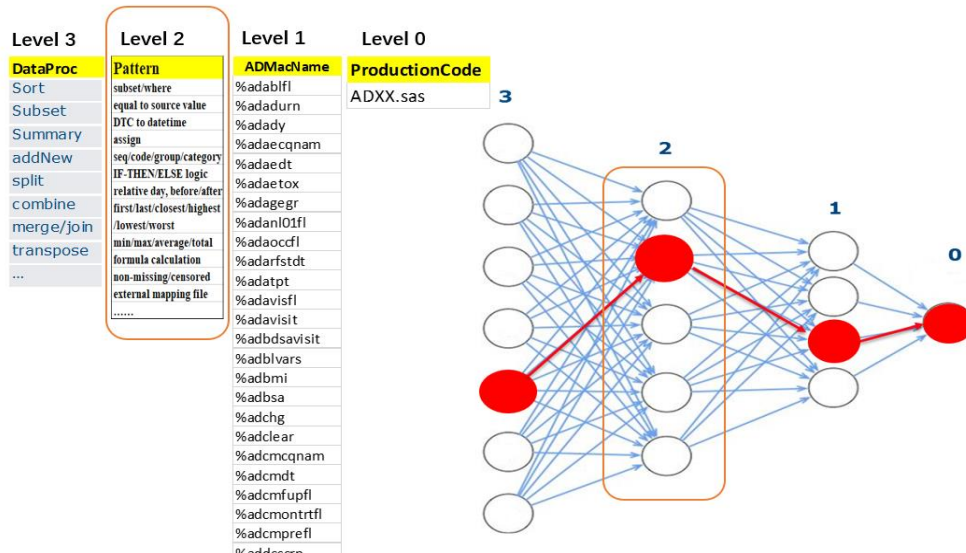 Level 3
DataProc
Sort
Subset
Summary
addNew
split
combine
merge/join
transpose
...
Level 2
Pattern
subset/where
equal to source value
DTC to datetime
assign
seq/code/group/category
IF-THEN/ELSE logic
relative day, before/after
first/last/closest/highest
/lowest/worst
min/max/average/total
formula calculation
non-missing/censored
external mapping file
......
Level 1
ADMacName
%adablfl
%adadurn
%adady
%adaecqnam
%adaedt
%adaetox
%adagegr
%adanl01fl
%adaoccfl
%adarfstdt
%adatpt
%adavisfl
%adavisit
%adbdsavisit
%adblvars
%adbmi
%adbsa
%adchg
%adclear
%adcmcqnam
%adcmdt
%adcmfupfl
%adcmontrtfl
%adcmprefl
Level 0
ProductionCode
ADXX.sas
3
2
1
0